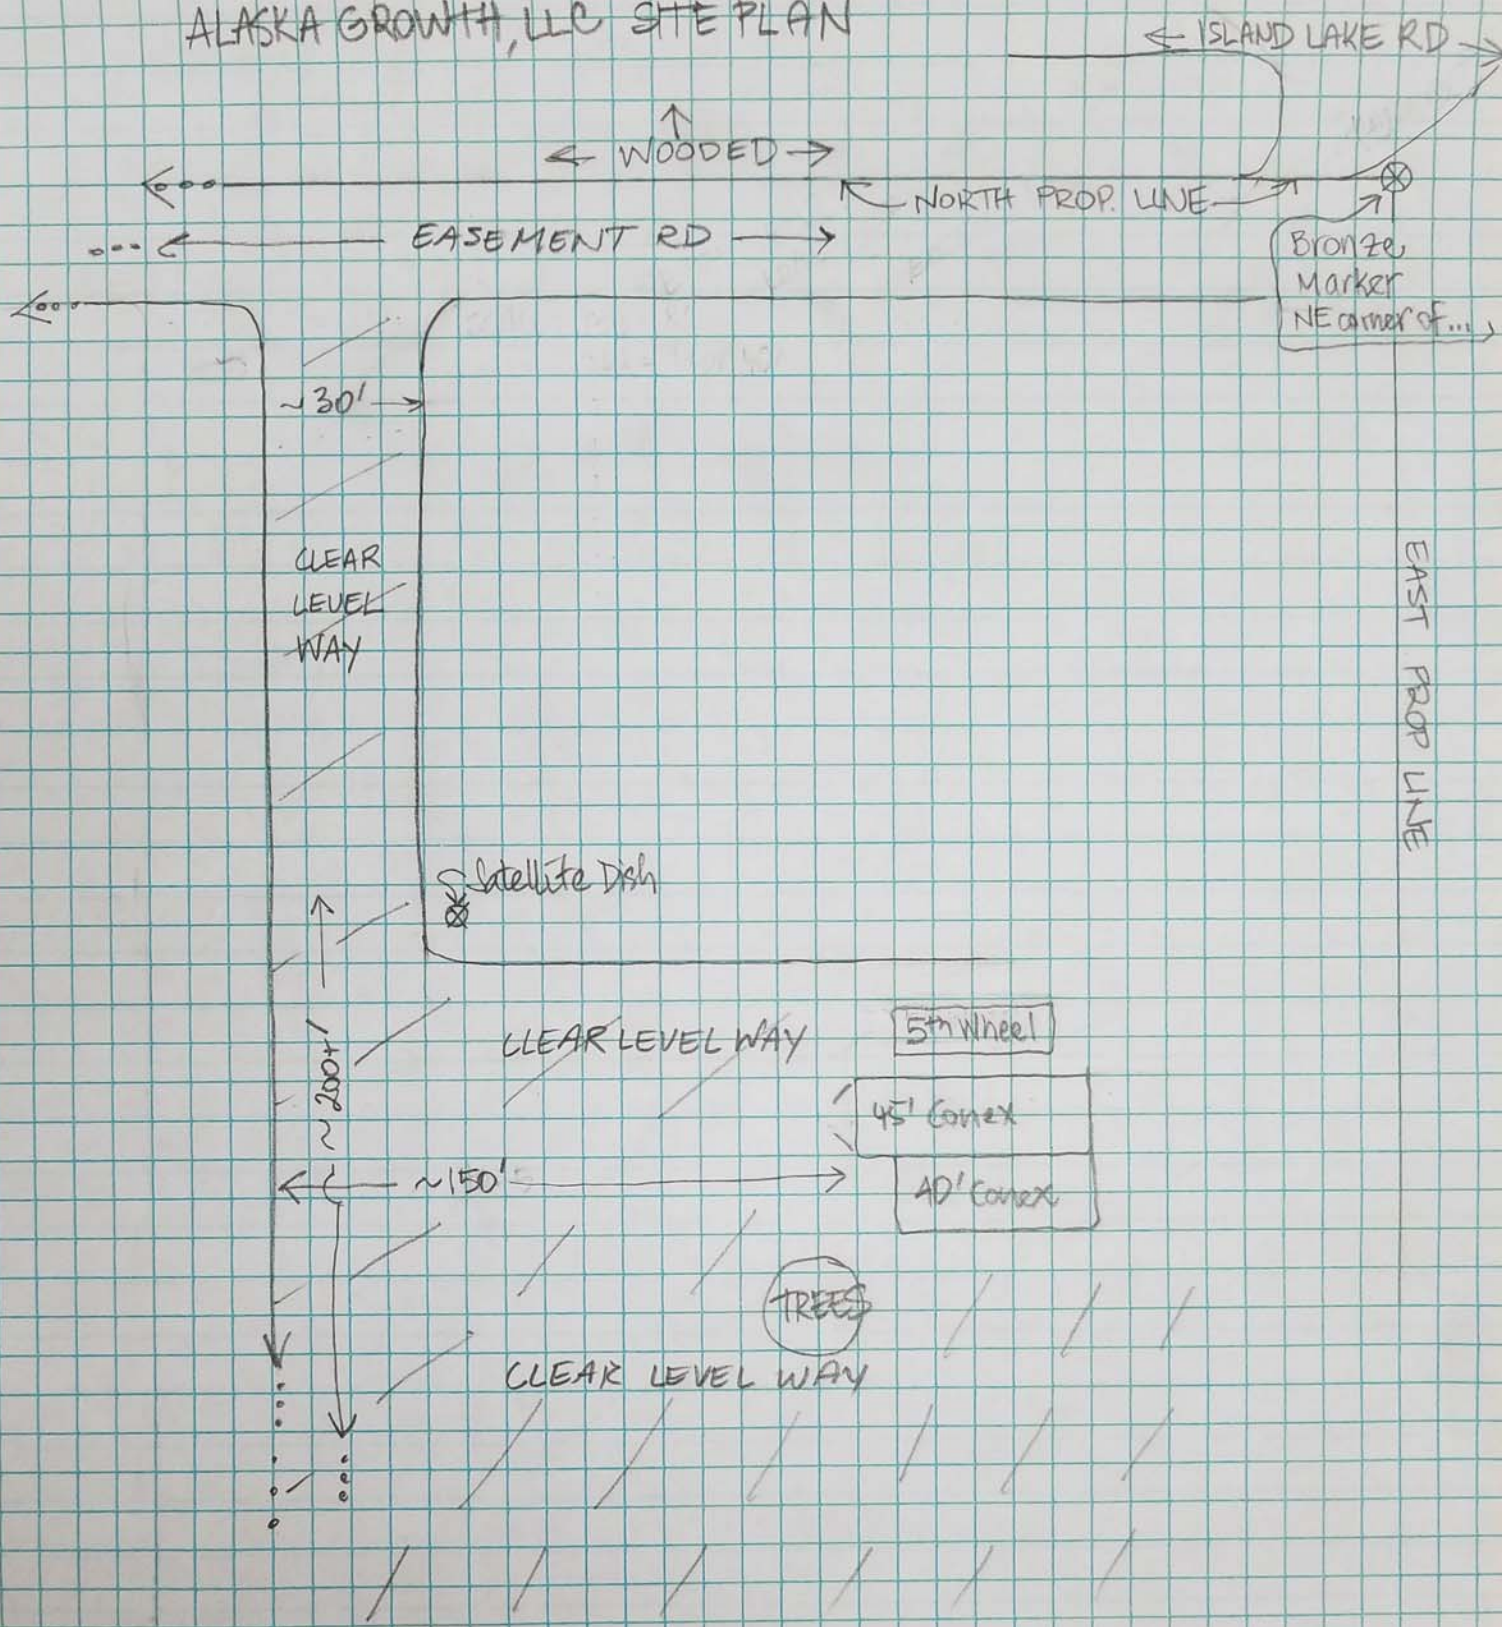 ALASKA GROWTH, LLC SITE PLAN
ISLAND LAKE RD
WOODED
NORTH PROP. LINE
EASEMENT RD
Bronze
Marker
NE corner of...
~30'
CLEAR
LEVEL
WAY
EAST PROP LINE
Satellite Dish
CLEAR LEVEL WAY
5th Wheel
~200+'
45' Conex
~150'
40' Conex
TREES
CLEAR LEVEL WAY